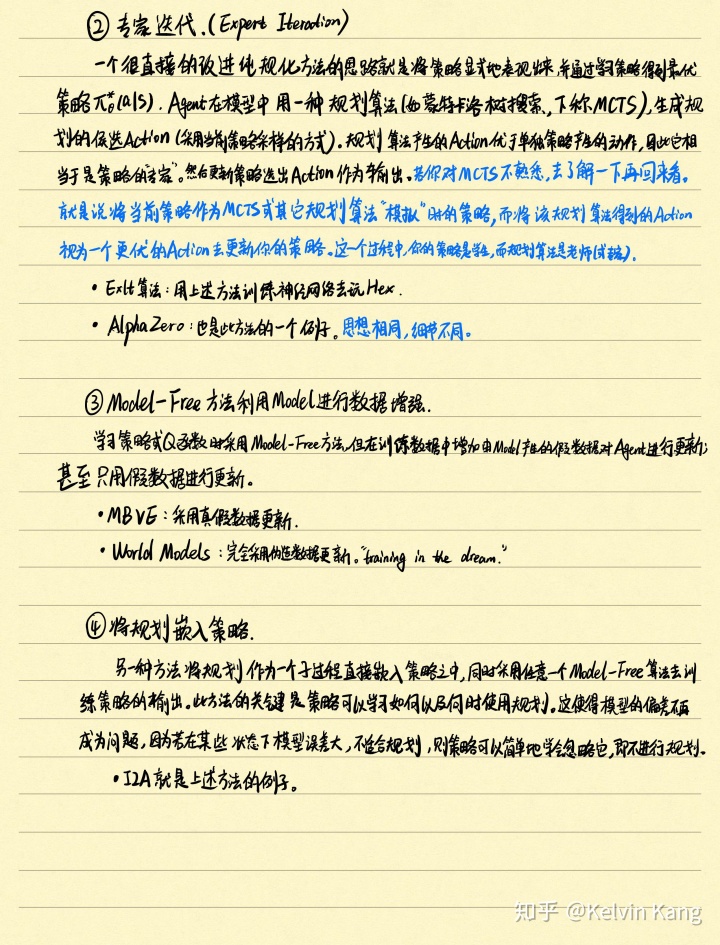 ② 专家迭代.(Expert Iteration)
一个很直接的改进纯规化方法的思路就是将策略显式地表现出来,并通过学习策略得到最优
策略π*θ(a|s). Agent在模型中用一种规划算法(如蒙特卡洛树搜索,下称MCTS),生成规
划的候选Action(采用当前策略采样的方式).规划算法产生的Action优于单独策略产生的动作,因此它相
当于是策略的"专家"。然后更新策略选出Action作为输出。若你对MCTS不熟悉,去了解一下再回来看。
就是说将当前策略作为MCTS或其它规划算法"模拟"时的策略,而将该规划算法得到的Action
视为一个更优的Action去更新你的策略。这一个过程中,你的策略是学生,而规划算法是老师(或专家).
• ExIt算法:用上述方法训练神经网络去玩Hex.
• AlphaZero:也是此方法的一个例子。思想相同,细节不同。
③ Model-Free方法利用Model进行数据增强.
学习策略或Q函数时采用Model-Free方法,但在训练数据中增加由Model产生的假数据对Agent进行更新;
甚至只用假数据进行更新。
• MBVE:采用真假数据更新.
• World Models:完全采用伪造数据更新。"training in the dream."
④ 将规划嵌入策略.
另一种方法将规划作为一个子过程直接嵌入策略之中,同时采用任意一个Model-Free算法去训
练策略的输出。此方法的关键是策略可以学习如何以及何时使用规划。这使得模型的偏差不再
成为问题,因为若在某些状态下模型误差大,不适合规划,则策略可以简单地学会忽略它,即不进行规划.
• I2A就是上述方法的例子。
知乎 @Kelvin Kang